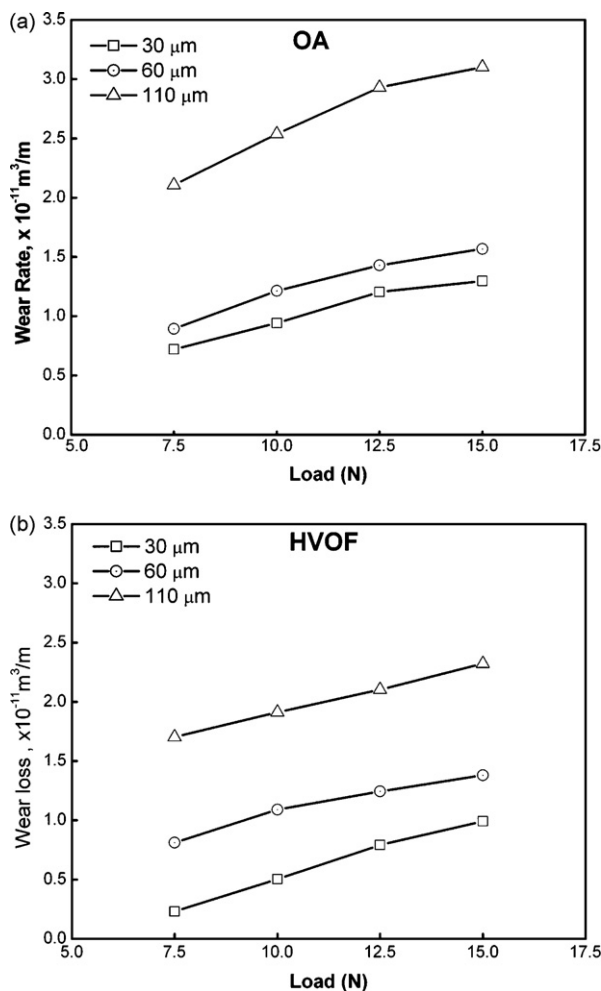 (a)
OA
30 μm
60 μm
110 μm
3.5
3.0
2.5
2.0
1.5
1.0
0.5
0.0
Wear Rate, x 10⁻¹¹m³/m
5.0 7.5 10.0 12.5 15.0 17.5
Load (N)
(b)
HVOF
30 μm
60 μm
110 μm
3.5
3.0
2.5
2.0
1.5
1.0
0.5
0.0
Wear loss , x10⁻¹¹m³/m
5.0 7.5 10.0 12.5 15.0 17.5
Load (N)